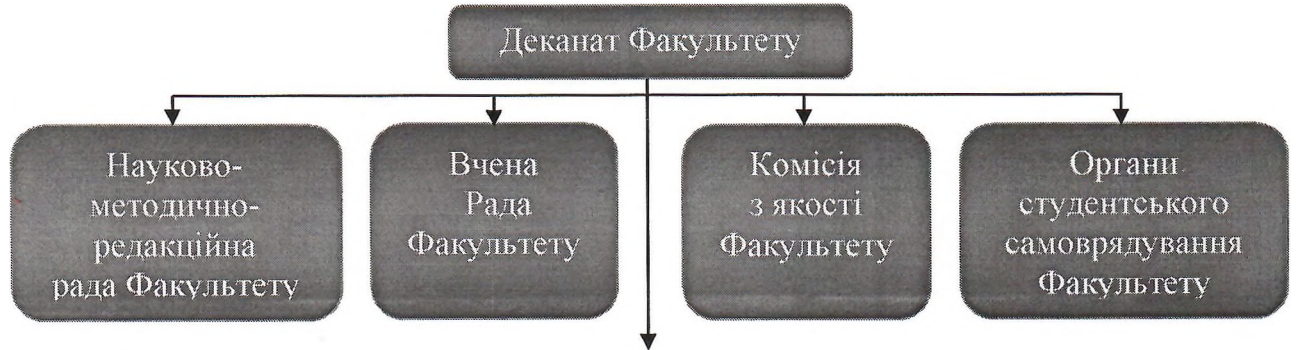 Деканат Факультету
Науково-
методично-
редакційна
рада Факультету
Вчена
Рада
Факультету
Комісія
з якості
Факультету
Органи
студентського
самоврядування
Факультету